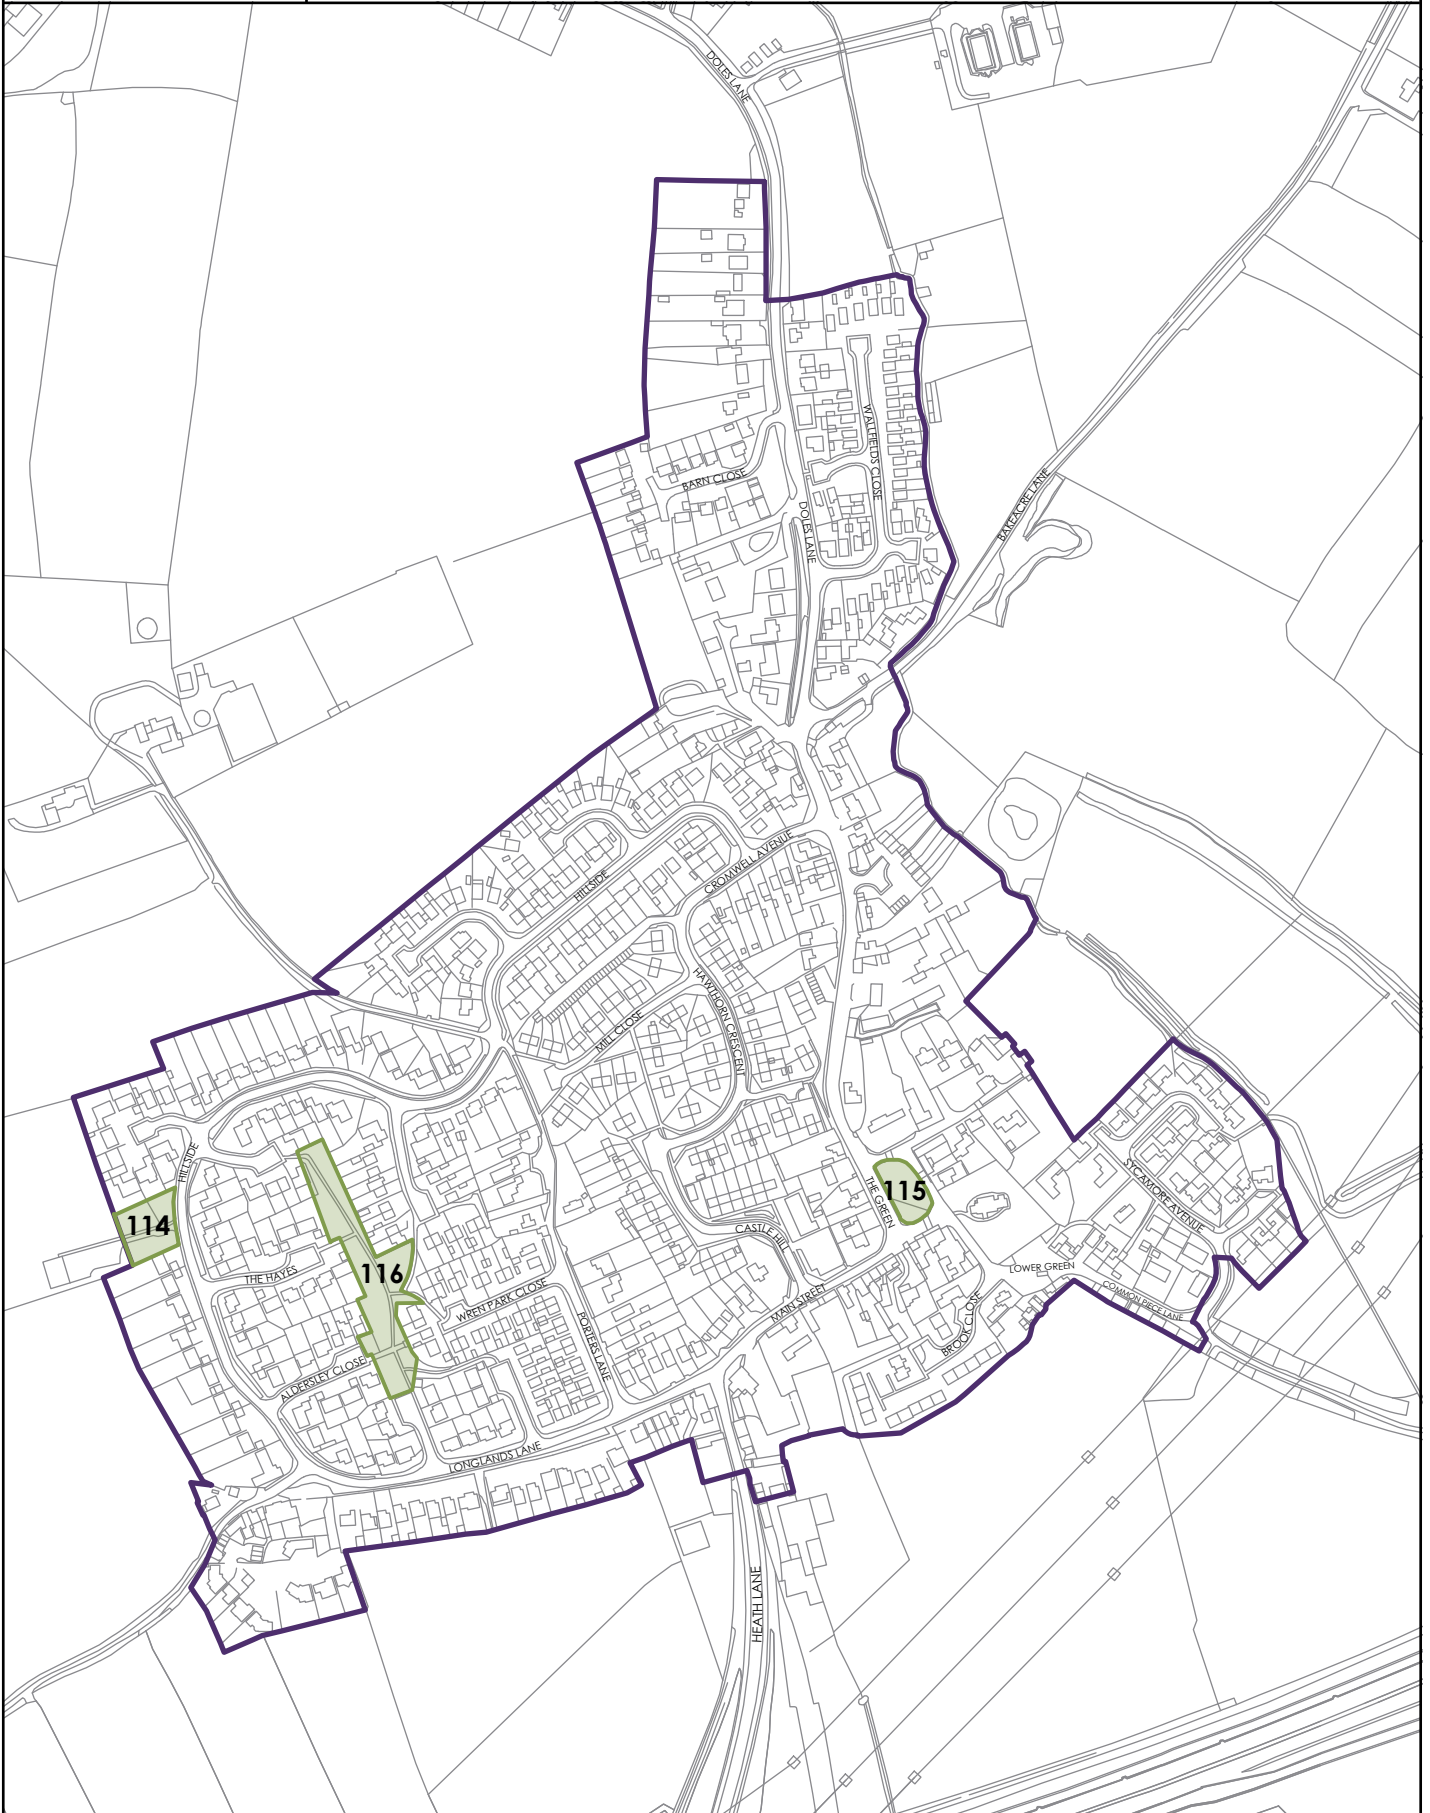 DOLES LANE
WALLFIELDS CLOSE
BARN CLOSE
BAKEACRE LANE
DOLES LANE
CROMWELL AVENUE
HILLSIDE
HAWTHORN CRESCENT
MILL CLOSE
HILLSIDE
SYCAMORE AVENUE
115
THE GREEN
114
CASTLE HILL
116
THE HAYES
LOWER GREEN
WREN PARK CLOSE
MAIN STREET
COMMON PIECE LANE
BROOK CLOSE
PORTERS LANE
ALDERSLEY CLOSE
LONGLANDS LANE
HEATH LANE